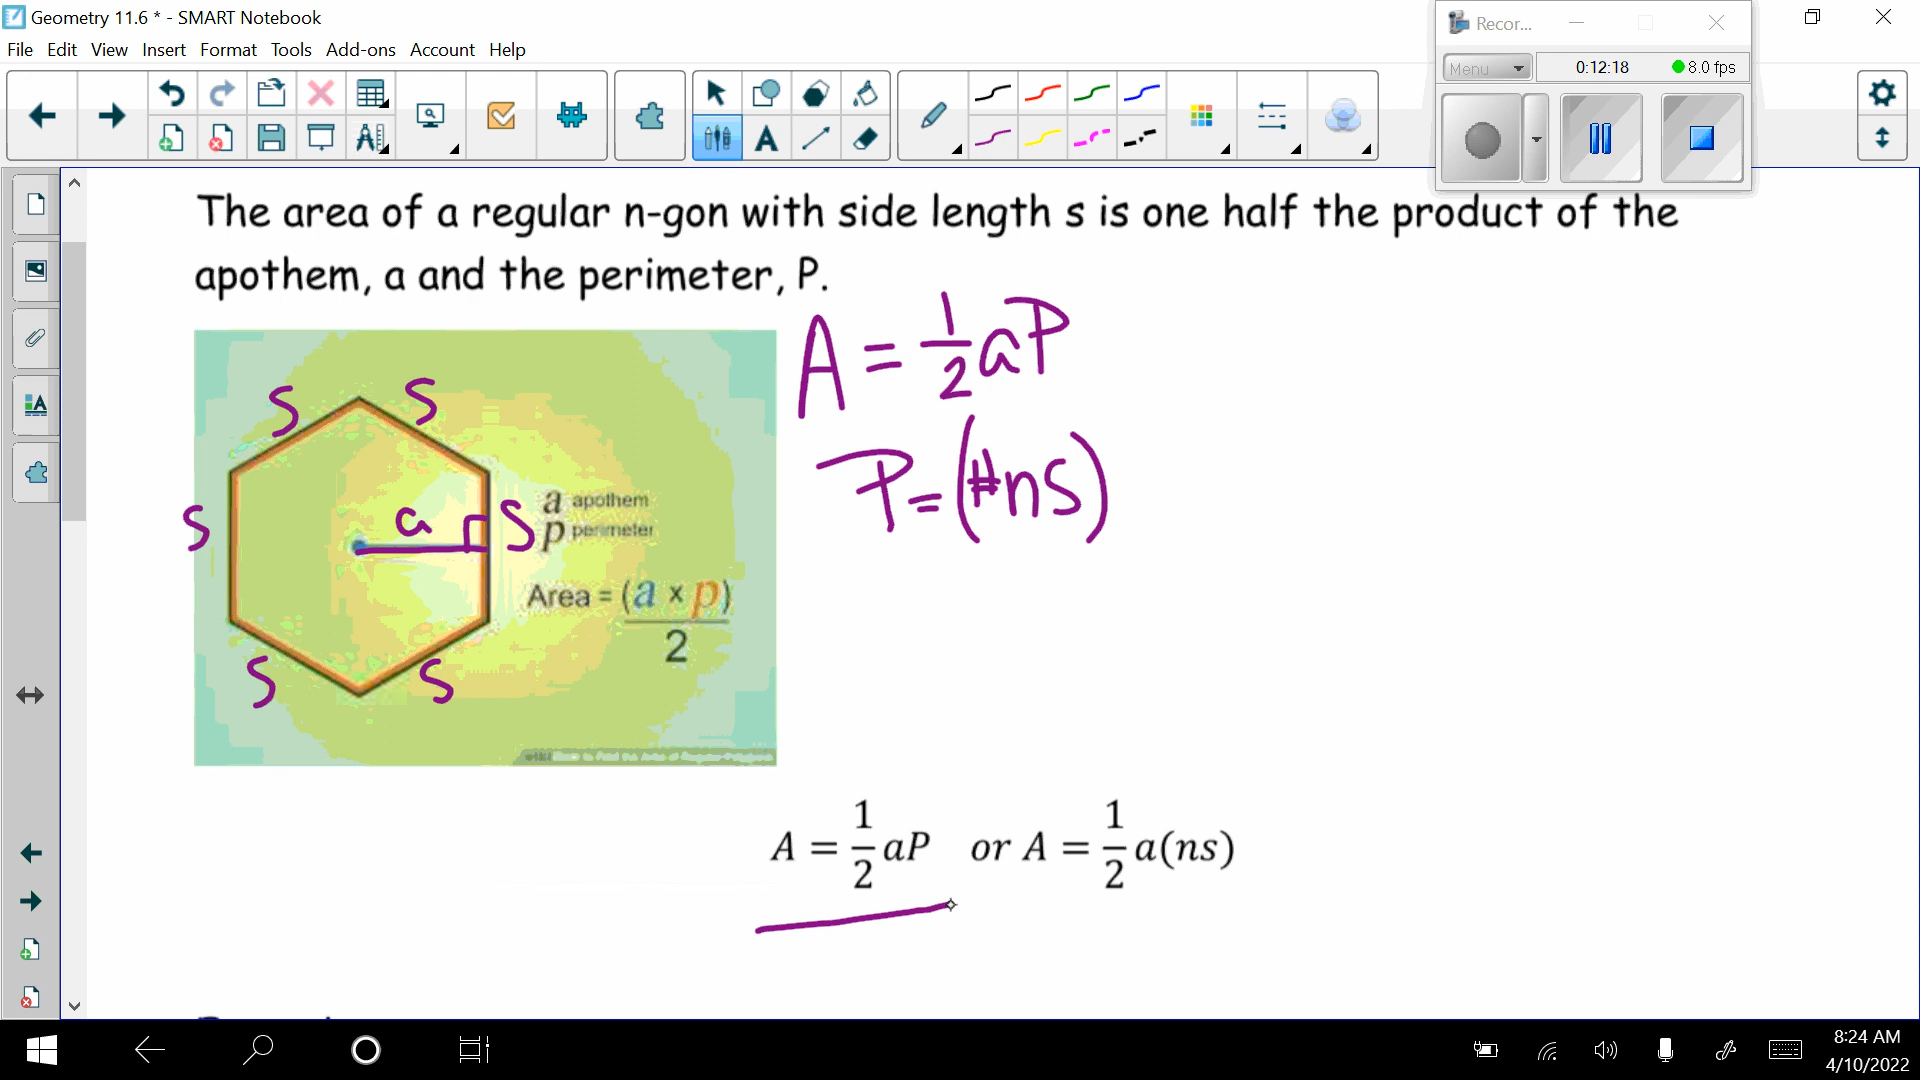 Geometry 11.6 * - SMART Notebook
File Edit View Insert Format Tools Add-ons Account Help
Recor...
Menu
0:12:18
8.0 fps
The area of a regular n-gon with side length s is one half the product of the
apothem, a and the perimeter, P.
A = 1/2 aP
P = (#ns)
S S
S a S
S S
a apothem
p perimeter
Area = (a x p)
2
A = 1/2 aP or A = 1/2 a(ns)
8:24 AM
4/10/2022